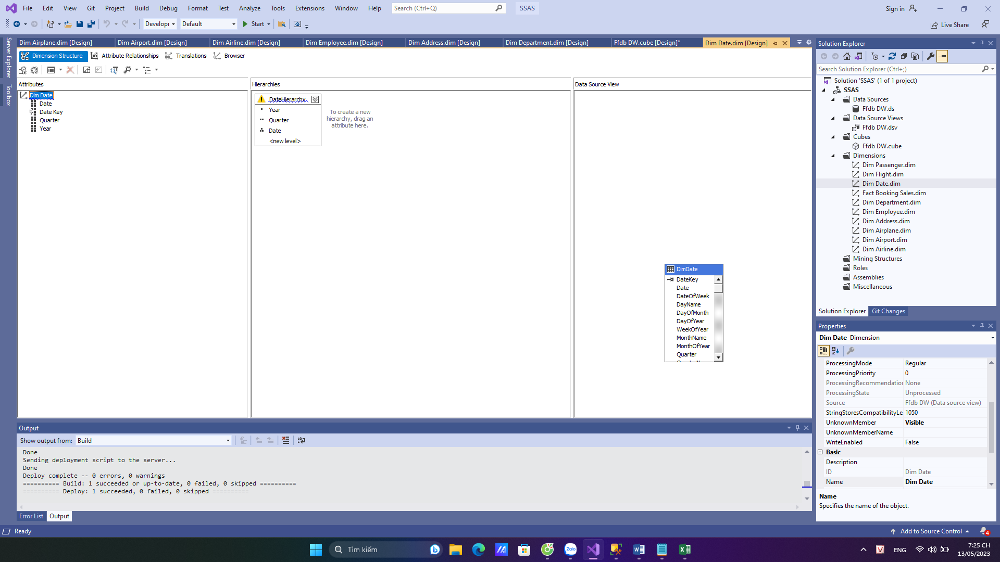 File Edit View Git Project Build Debug Format Test Analyze Tools Extensions Window Help Search (Ctrl+Q) SSAS Sign in
Developi Default Start Live Share
Server Explorer
Toolbox
Dim Airplane.dim [Design] Dim Airport.dim [Design] Dim Airline.dim [Design] Dim Employee.dim [Design] Dim Address.dim [Design] Dim Department.dim [Design] Ffdb DW.cube [Design]* Dim Date.dim [Design]
Dimension Structure Attribute Relationships Translations Browser
Attributes
Dim Date
Date
Date Key
Quarter
Year
Hierarchies
DateHierarchy
Year
Quarter
Date
<new level>
To create a new
hierarchy, drag an
attribute here.
Data Source View
DimDate
DateKey
Date
DateOfWeek
DayName
DayOfMonth
DayOfYear
WeekOfYear
MonthName
MonthOfYear
Quarter
Output
Show output from: Build
Done
Sending deployment script to the server...
Done
Deploy complete -- 0 errors, 0 warnings
========== Build: 1 succeeded or up-to-date, 0 failed, 0 skipped ==========
========== Deploy: 1 succeeded, 0 failed, 0 skipped ==========
Error List Output
Solution Explorer
Search Solution Explorer (Ctrl+;)
Solution 'SSAS' (1 of 1 project)
SSAS
Data Sources
Ffdb DW.ds
Data Source Views
Ffdb DW.dsv
Cubes
Ffdb DW.cube
Dimensions
Dim Passenger.dim
Dim Flight.dim
Dim Date.dim
Fact Booking Sales.dim
Dim Department.dim
Dim Employee.dim
Dim Address.dim
Dim Airplane.dim
Dim Airport.dim
Dim Airline.dim
Mining Structures
Roles
Assemblies
Miscellaneous
Solution Explorer Git Changes
Properties
Dim Date Dimension
ProcessingMode Regular
ProcessingPriority 0
ProcessingRecommendation None
ProcessingState Unprocessed
Source Ffdb DW (Data source view)
StringStoresCompatibilityLe 1050
UnknownMember Visible
UnknownMemberName
WriteEnabled False
Basic
Description
ID Dim Date
Name Dim Date
Name
Specifies the name of the object.
Ready Add to Source Control 4
Tìm kiếm Zalo V ENG 7:25 CH
13/05/2023